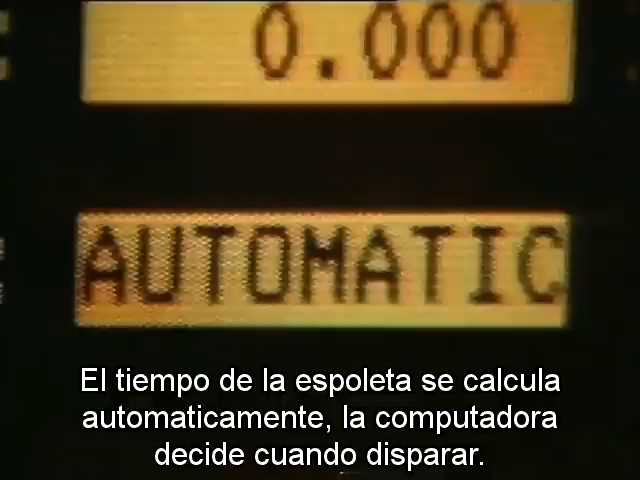 0.000
AUTOMATIC
El tiempo de la espoleta se calcula
automaticamente, la computadora
decide cuando disparar.